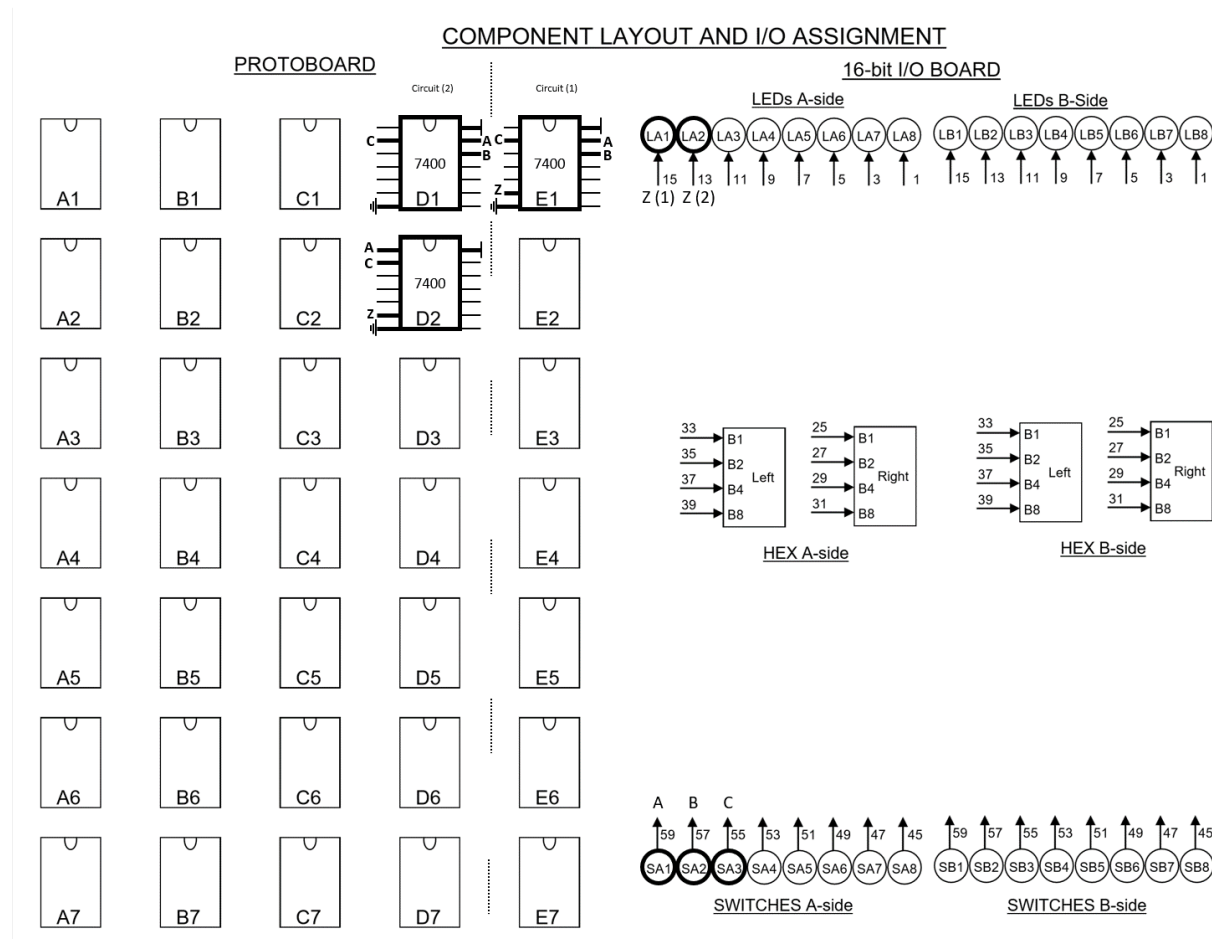 COMPONENT LAYOUT AND I/O ASSIGNMENT
PROTOBOARD
16-bit I/O BOARD
Circuit (2) Circuit (1)
LEDs A-side LEDs B-Side
C 7400 A B C 7400 A B Z
LA1 LA2 LA3 LA4 LA5 LA6 LA7 LA8 LB1 LB2 LB3 LB4 LB5 LB6 LB7 LB8
15 13 11 9 7 5 3 1 15 13 11 9 7 5 3 1
A1 B1 C1 D1 E1
Z (1) Z (2)
A
C
7400
Z
A2 B2 C2 D2 E2
A3 B3 C3 D3 E3
33 B1 25 B1 33 B1 25 B1
35 B2 27 B2 35 B2 27 B2
Left Right Left Right
37 B4 29 B4 37 B4 29 B4
39 B8 31 B8 39 B8 31 B8
HEX A-side HEX B-side
A4 B4 C4 D4 E4
A5 B5 C5 D5 E5
A6 B6 C6 D6 E6
A B C
59 57 55 53 51 49 47 45 59 57 55 53 51 49 47 45
SA1 SA2 SA3 SA4 SA5 SA6 SA7 SA8 SB1 SB2 SB3 SB4 SB5 SB6 SB7 SB8
SWITCHES A-side SWITCHES B-side
A7 B7 C7 D7 E7